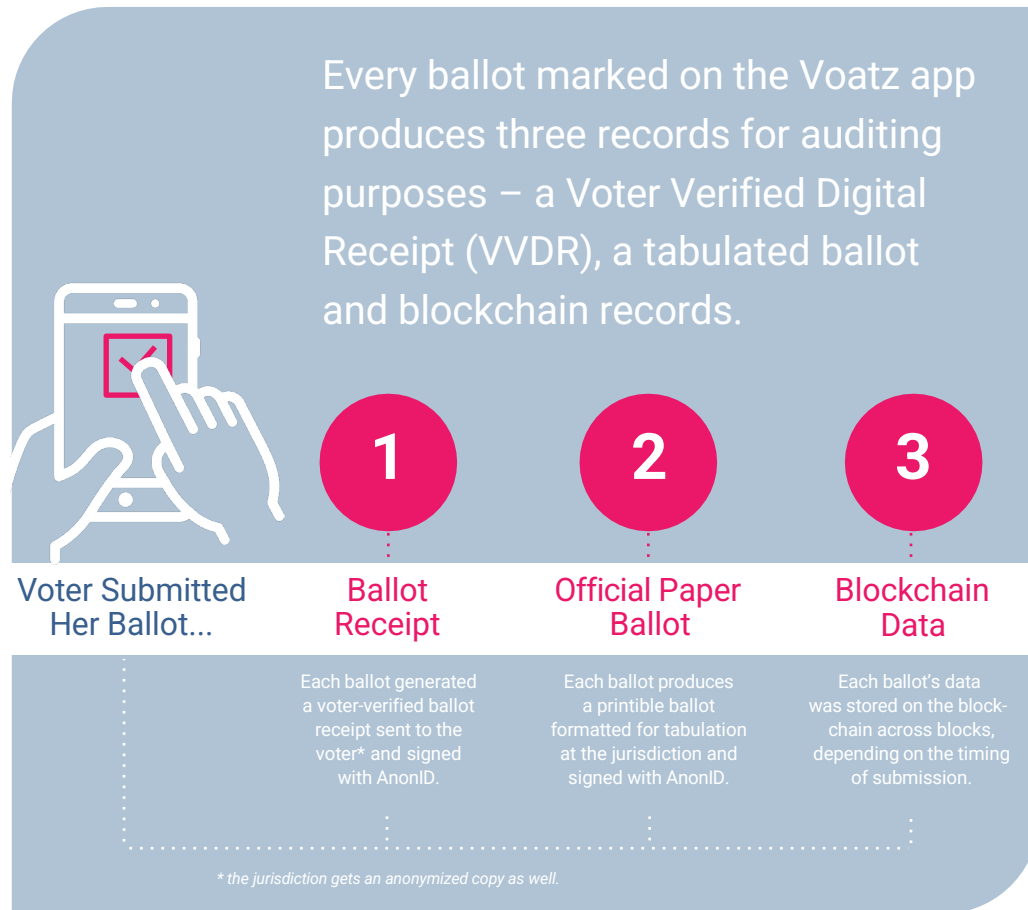 Every ballot marked on the Voatz app
produces three records for auditing
purposes – a Voter Verified Digital
Receipt (VVDR), a tabulated ballot
and blockchain records.
1
2
3
Voter Submitted
Her Ballot...
Ballot
Receipt
Official Paper
Ballot
Blockchain
Data
Each ballot generated
a voter-verified ballot
receipt sent to the
voter* and signed
with AnonID.
Each ballot produces
a printible ballot
formatted for tabulation
at the jurisdiction and
signed with AnonID.
Each ballot's data
was stored on the block-
chain across blocks,
depending on the timing
of submission.
* the jurisdiction gets an anonymized copy as well.